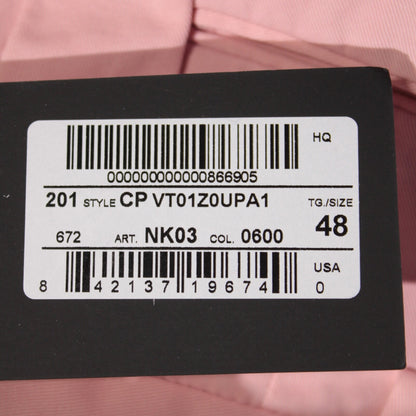 HQ
000000000000866905
201 STYLE CP VT01Z0UPA1 TG./SIZE
672 ART. NK03 COL. 0600 48
USA
8 42137 19674 0